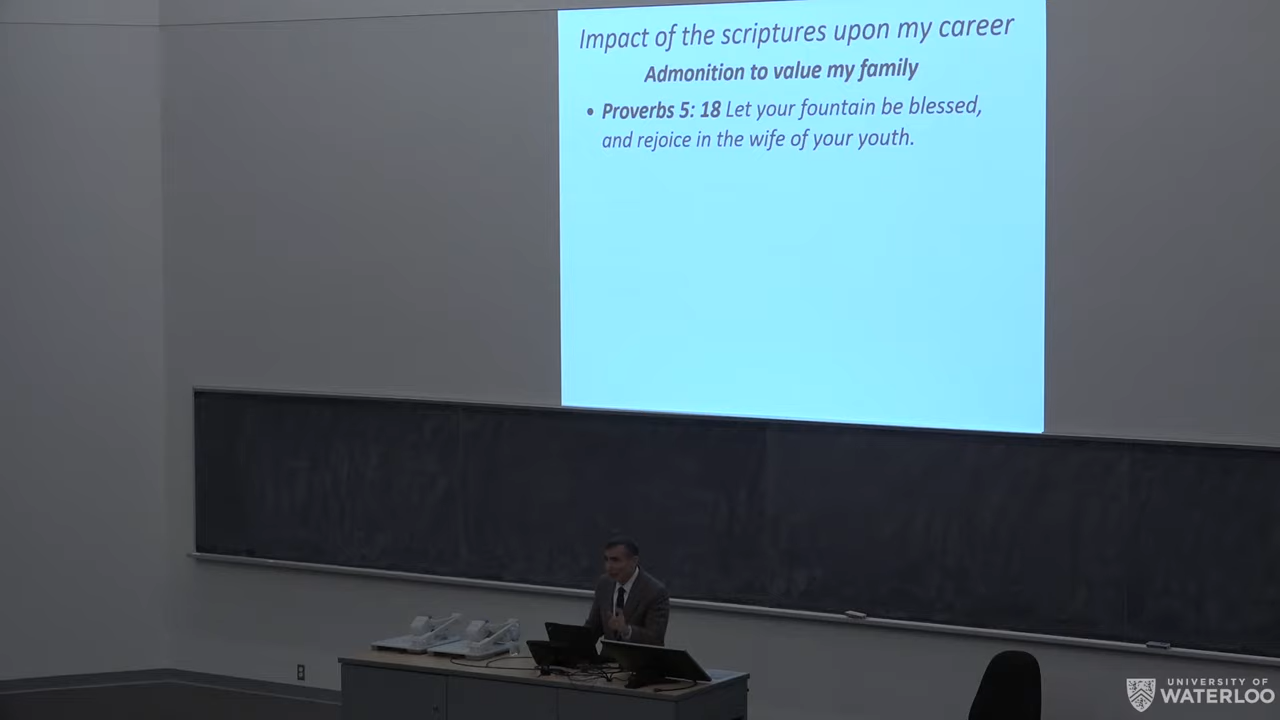 Impact of the scriptures upon my career
Admonition to value my family
• Proverbs 5: 18 Let your fountain be blessed,
and rejoice in the wife of your youth.
UNIVERSITY OF
WATERLOO